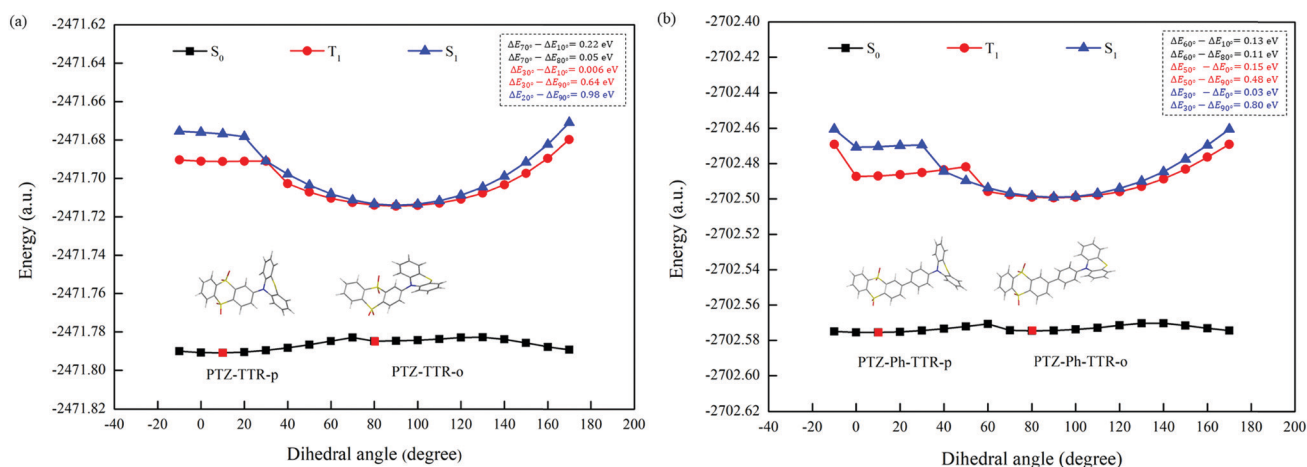 (a)
-2471.62
-2471.64
-2471.66
-2471.68
-2471.70
-2471.72
-2471.74
-2471.76
-2471.78
-2471.80
-2471.82
Energy (a.u.)
S0
T1
S1
ΔE70° − ΔE10°= 0.22 eV
ΔE70° − ΔE80°= 0.05 eV
ΔE30° − ΔE10°= 0.006 eV
ΔE30° − ΔE90°= 0.64 eV
ΔE20° − ΔE90°= 0.98 eV
PTZ-TTR-p
PTZ-TTR-o
-40 -20 0 20 40 60 80 100 120 140 160 180 200
Dihedral angle (degree)
(b)
-2702.40
-2702.42
-2702.44
-2702.46
-2702.48
-2702.50
-2702.52
-2702.54
-2702.56
-2702.58
-2702.60
-2702.62
Energy (a.u.)
S0
T1
S1
ΔE60° − ΔE10°= 0.13 eV
ΔE60° − ΔE80°= 0.11 eV
ΔE50° − ΔE0°= 0.15 eV
ΔE50° − ΔE90°= 0.48 eV
ΔE30° − ΔE0°= 0.03 eV
ΔE30° − ΔE90°= 0.80 eV
PTZ-Ph-TTR-p
PTZ-Ph-TTR-o
-40 -20 0 20 40 60 80 100 120 140 160 180 200
Dihedral angle (degree)